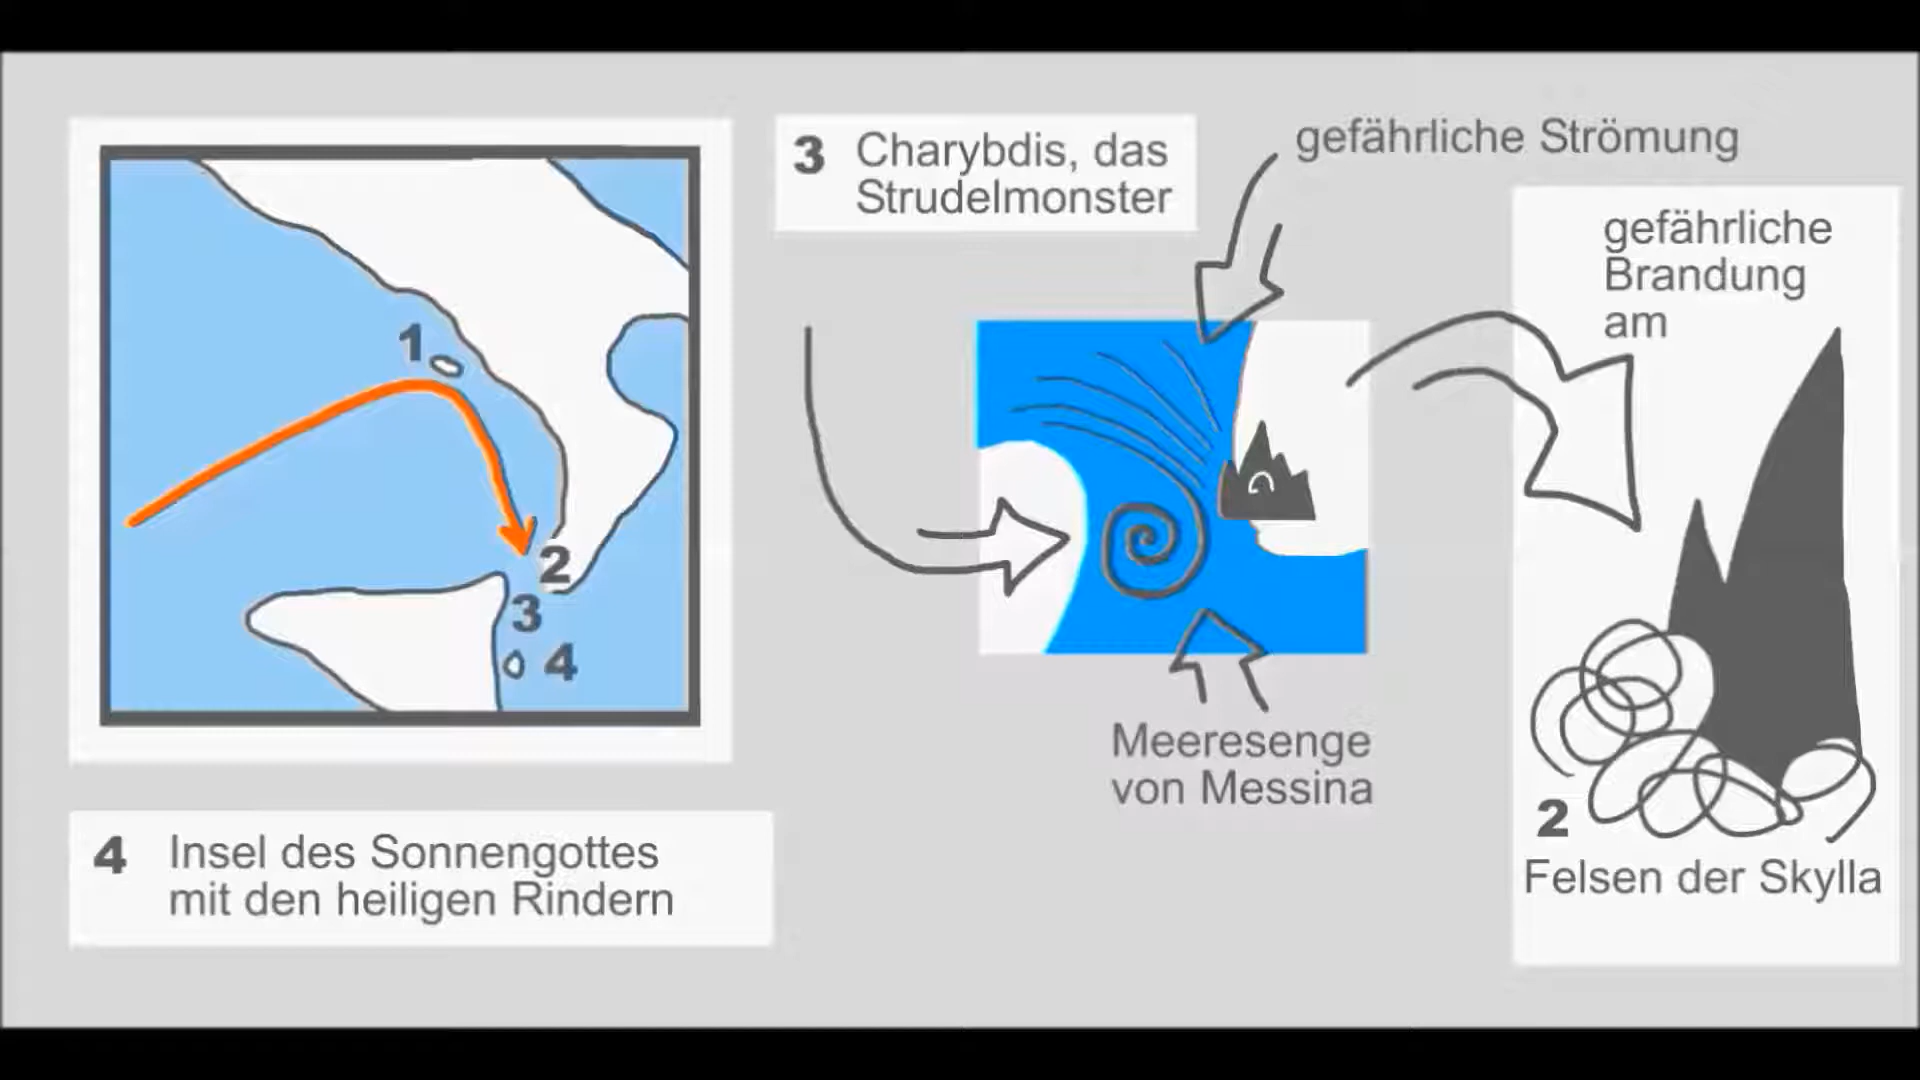 1
2
3
4
4 Insel des Sonnengottes
mit den heiligen Rindern
3 Charybdis, das
Strudelmonster
gefährliche Strömung
Meeresenge
von Messina
gefährliche
Brandung
am
2
Felsen der Skylla